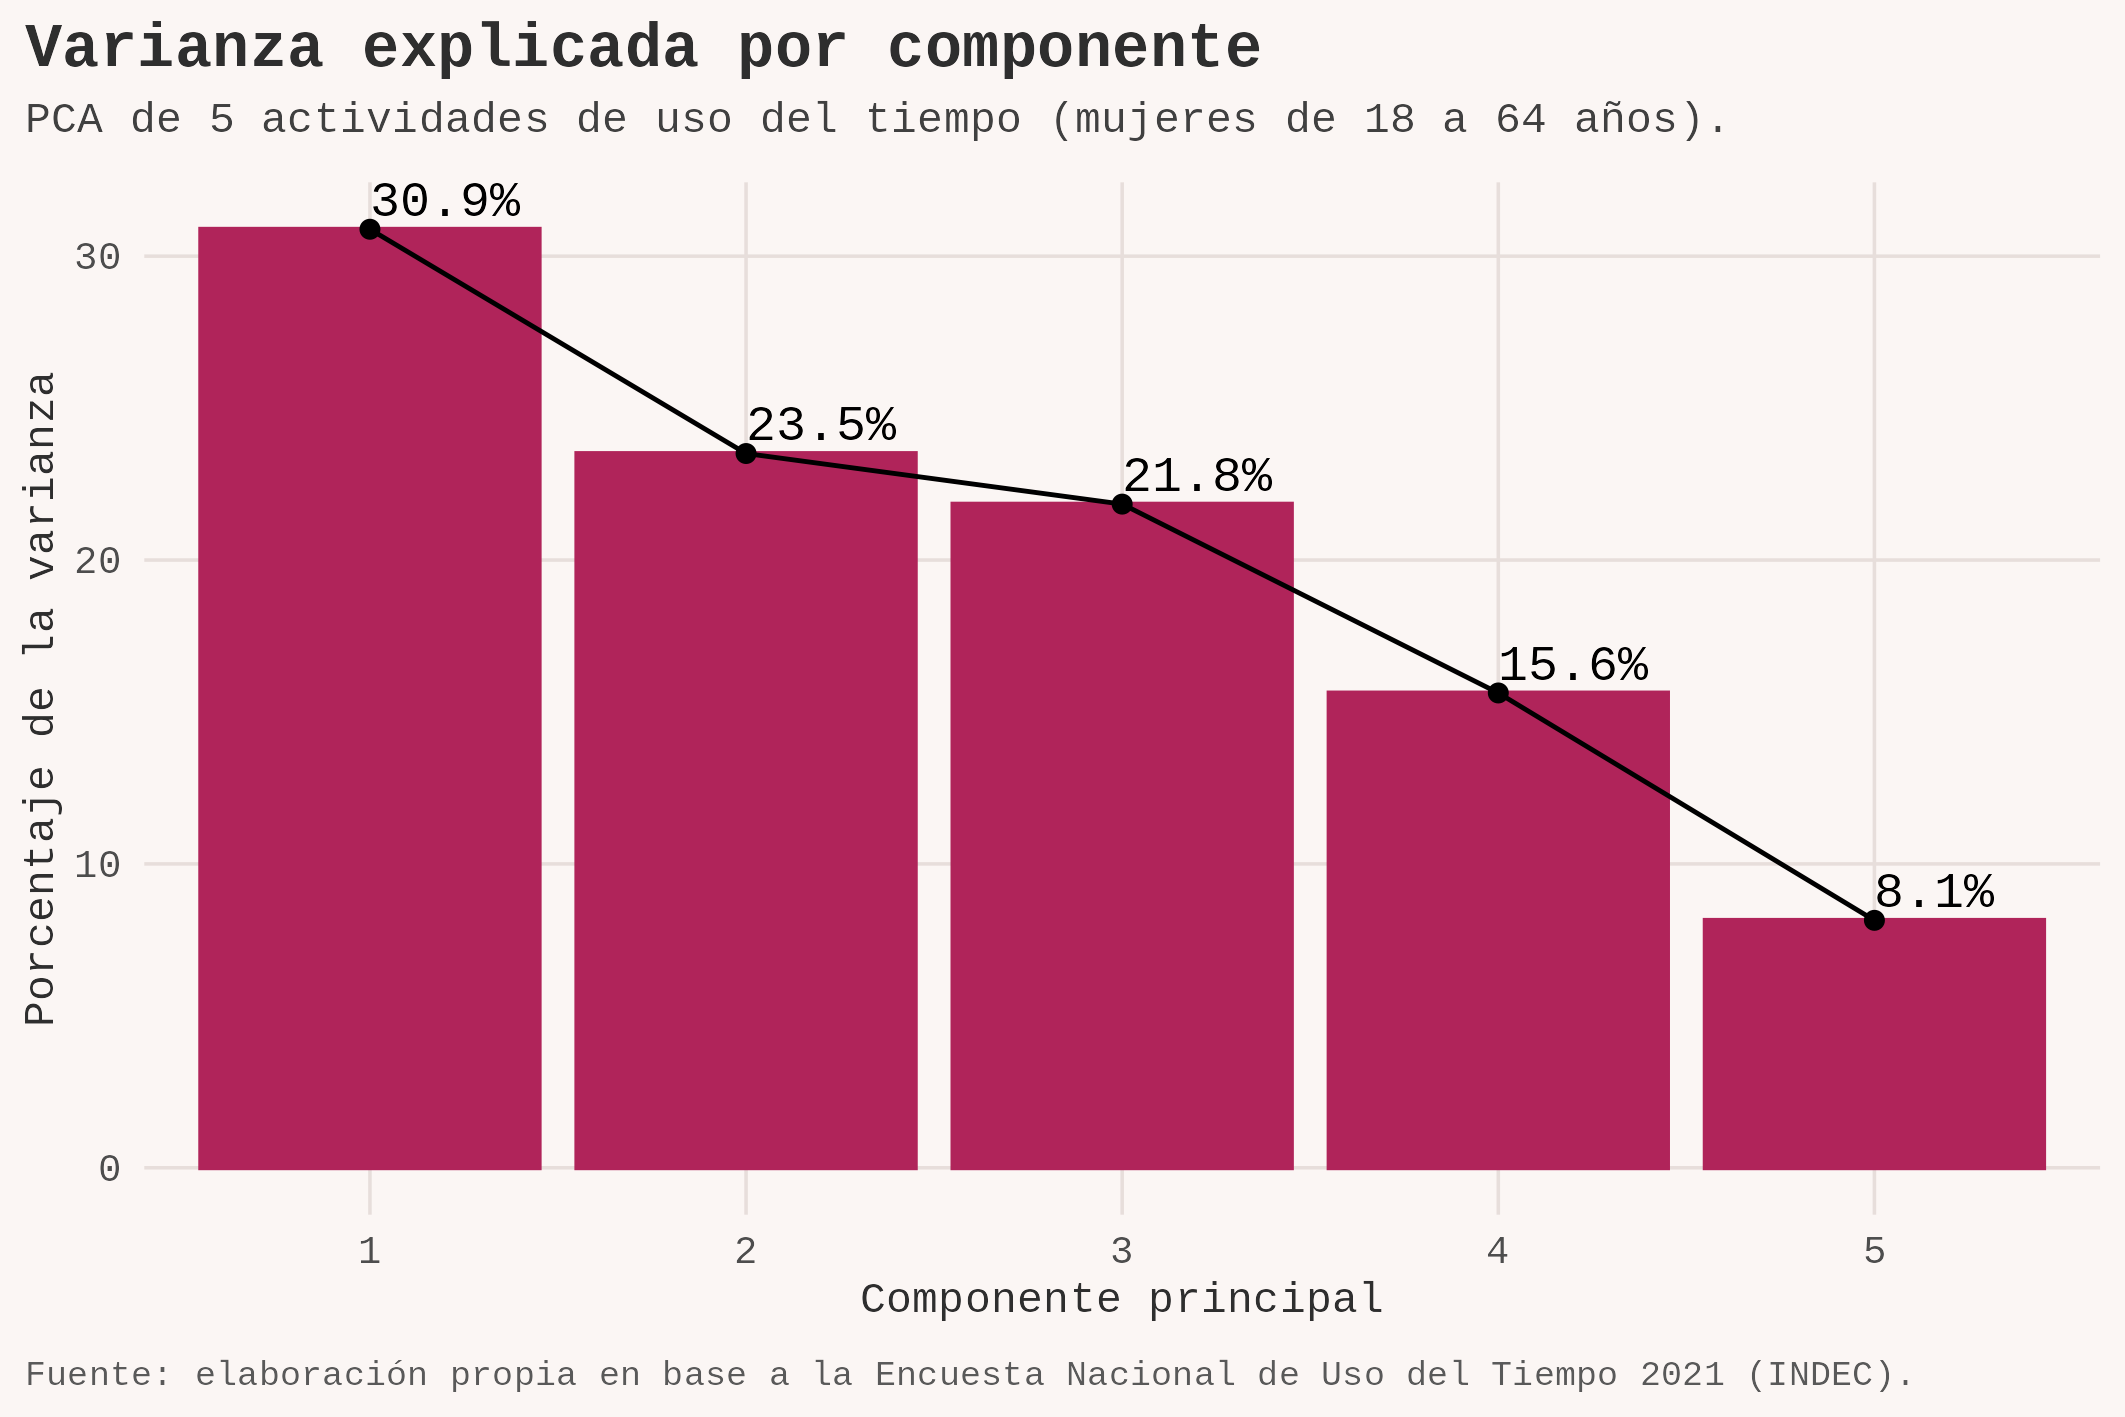 Varianza explicada por componente
PCA de 5 actividades de uso del tiempo (mujeres de 18 a 64 años).
30.9%
23.5%
21.8%
15.6%
8.1%
Porcentaje de la varianza
30
20
10
0
1 2 3 4 5
Componente principal
Fuente: elaboración propia en base a la Encuesta Nacional de Uso del Tiempo 2021 (INDEC).